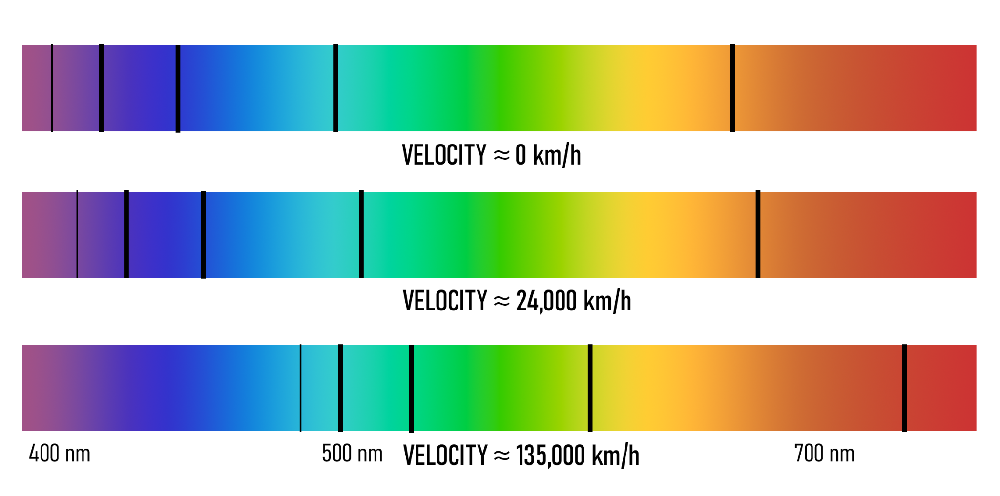 VELOCITY ≈ 0 km/h
VELOCITY ≈ 24,000 km/h
400 nm
500 nm
VELOCITY ≈ 135,000 km/h
700 nm